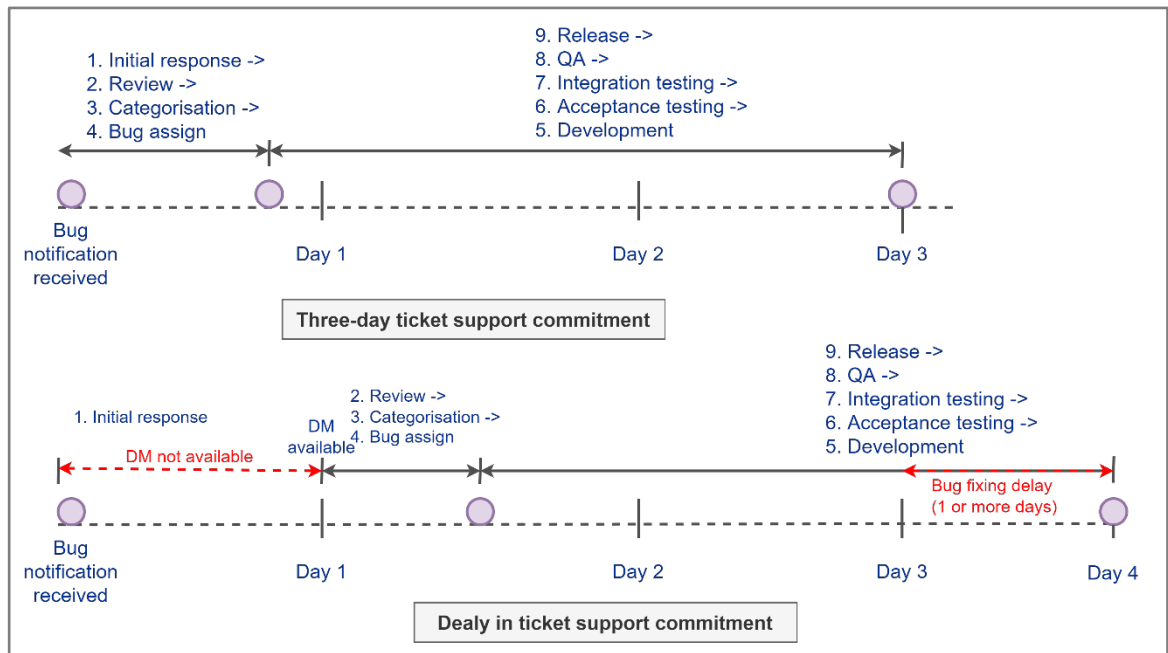 1. Initial response ->
2. Review ->
3. Categorisation ->
4. Bug assign
9. Release ->
8. QA ->
7. Integration testing ->
6. Acceptance testing ->
5. Development
Bug
notification
received
Day 1
Day 2
Day 3
Three-day ticket support commitment
1. Initial response
DM not available
DM
available
2. Review ->
3. Categorisation ->
4. Bug assign
9. Release ->
8. QA ->
7. Integration testing ->
6. Acceptance testing ->
5. Development
Bug fixing delay
(1 or more days)
Bug
notification
received
Day 1
Day 2
Day 3
Day 4
Dealy in ticket support commitment